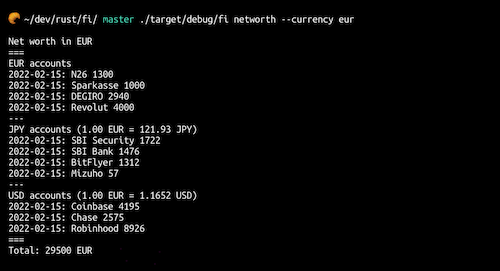 ~/dev/rust/fi/ master ./target/debug/fi networth --currency eur
Net worth in EUR
===
EUR accounts
2022-02-15: N26 1300
2022-02-15: Sparkasse 1000
2022-02-15: DEGIRO 2940
2022-02-15: Revolut 4000
---
JPY accounts (1.00 EUR = 121.93 JPY)
2022-02-15: SBI Security 1722
2022-02-15: SBI Bank 1476
2022-02-15: BitFlyer 1312
2022-02-15: Mizuho 57
---
USD accounts (1.00 EUR = 1.1652 USD)
2022-02-15: Coinbase 4195
2022-02-15: Chase 2575
2022-02-15: Robinhood 8926
===
Total: 29500 EUR